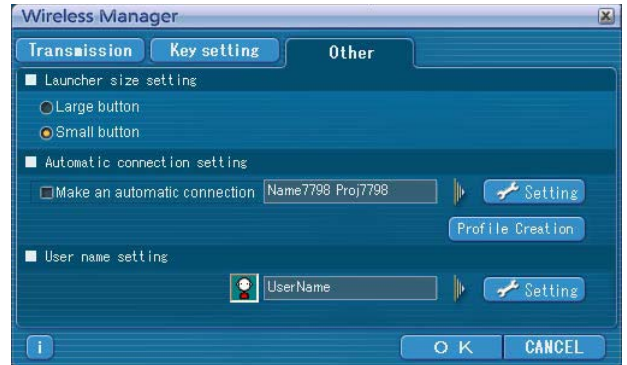 Wireless Manager
Transmission Key setting Other
Launcher size setting
Large button
Small button
Automatic connection setting
Make an automatic connection Name7798 Proj7798 Setting
Profile Creation
User name setting
UserName Setting
i OK CANCEL